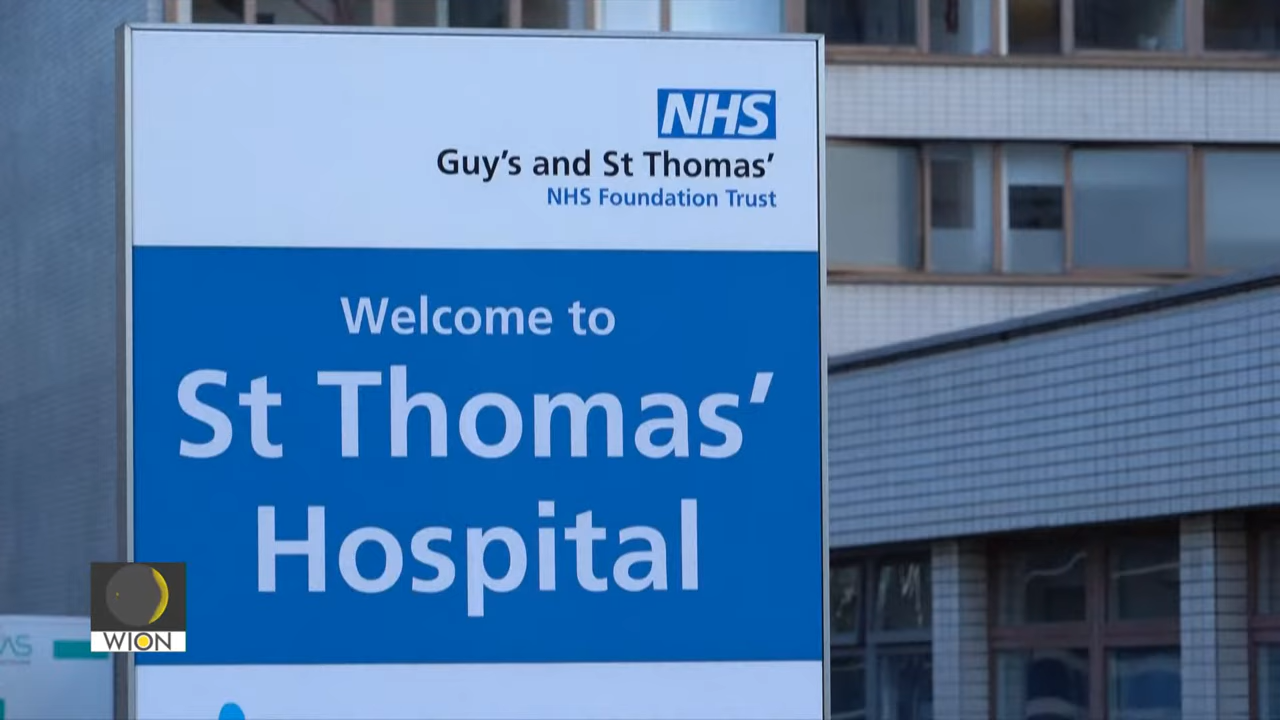 NHS
Guy's and St Thomas'
NHS Foundation Trust
Welcome to
St Thomas'
Hospital
WION